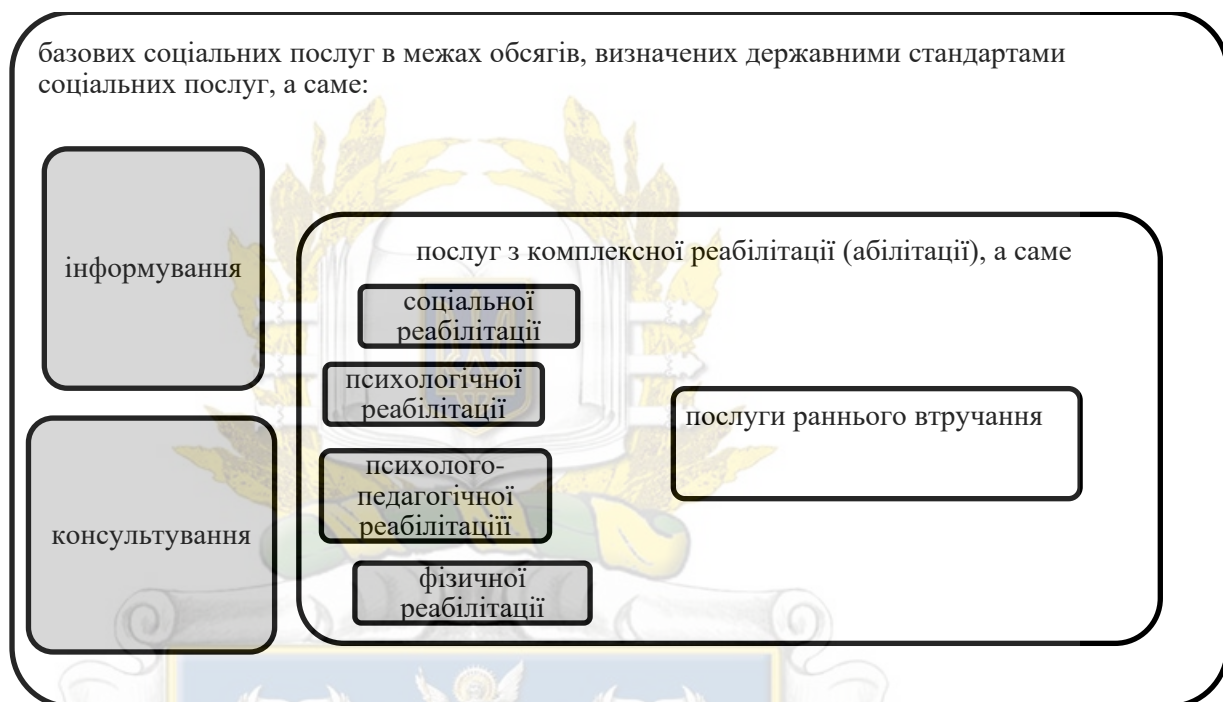 базових соціальних послуг в межах обсягів, визначених державними стандартами
соціальних послуг, а саме:
інформування
консультування
послуг з комплексної реабілітації (абілітації), а саме
соціальної
реабілітації
психологічної
реабілітації
психолого-
педагогічної
реабілітаціїї
фізичної
реабілітації
послуги раннього втручання